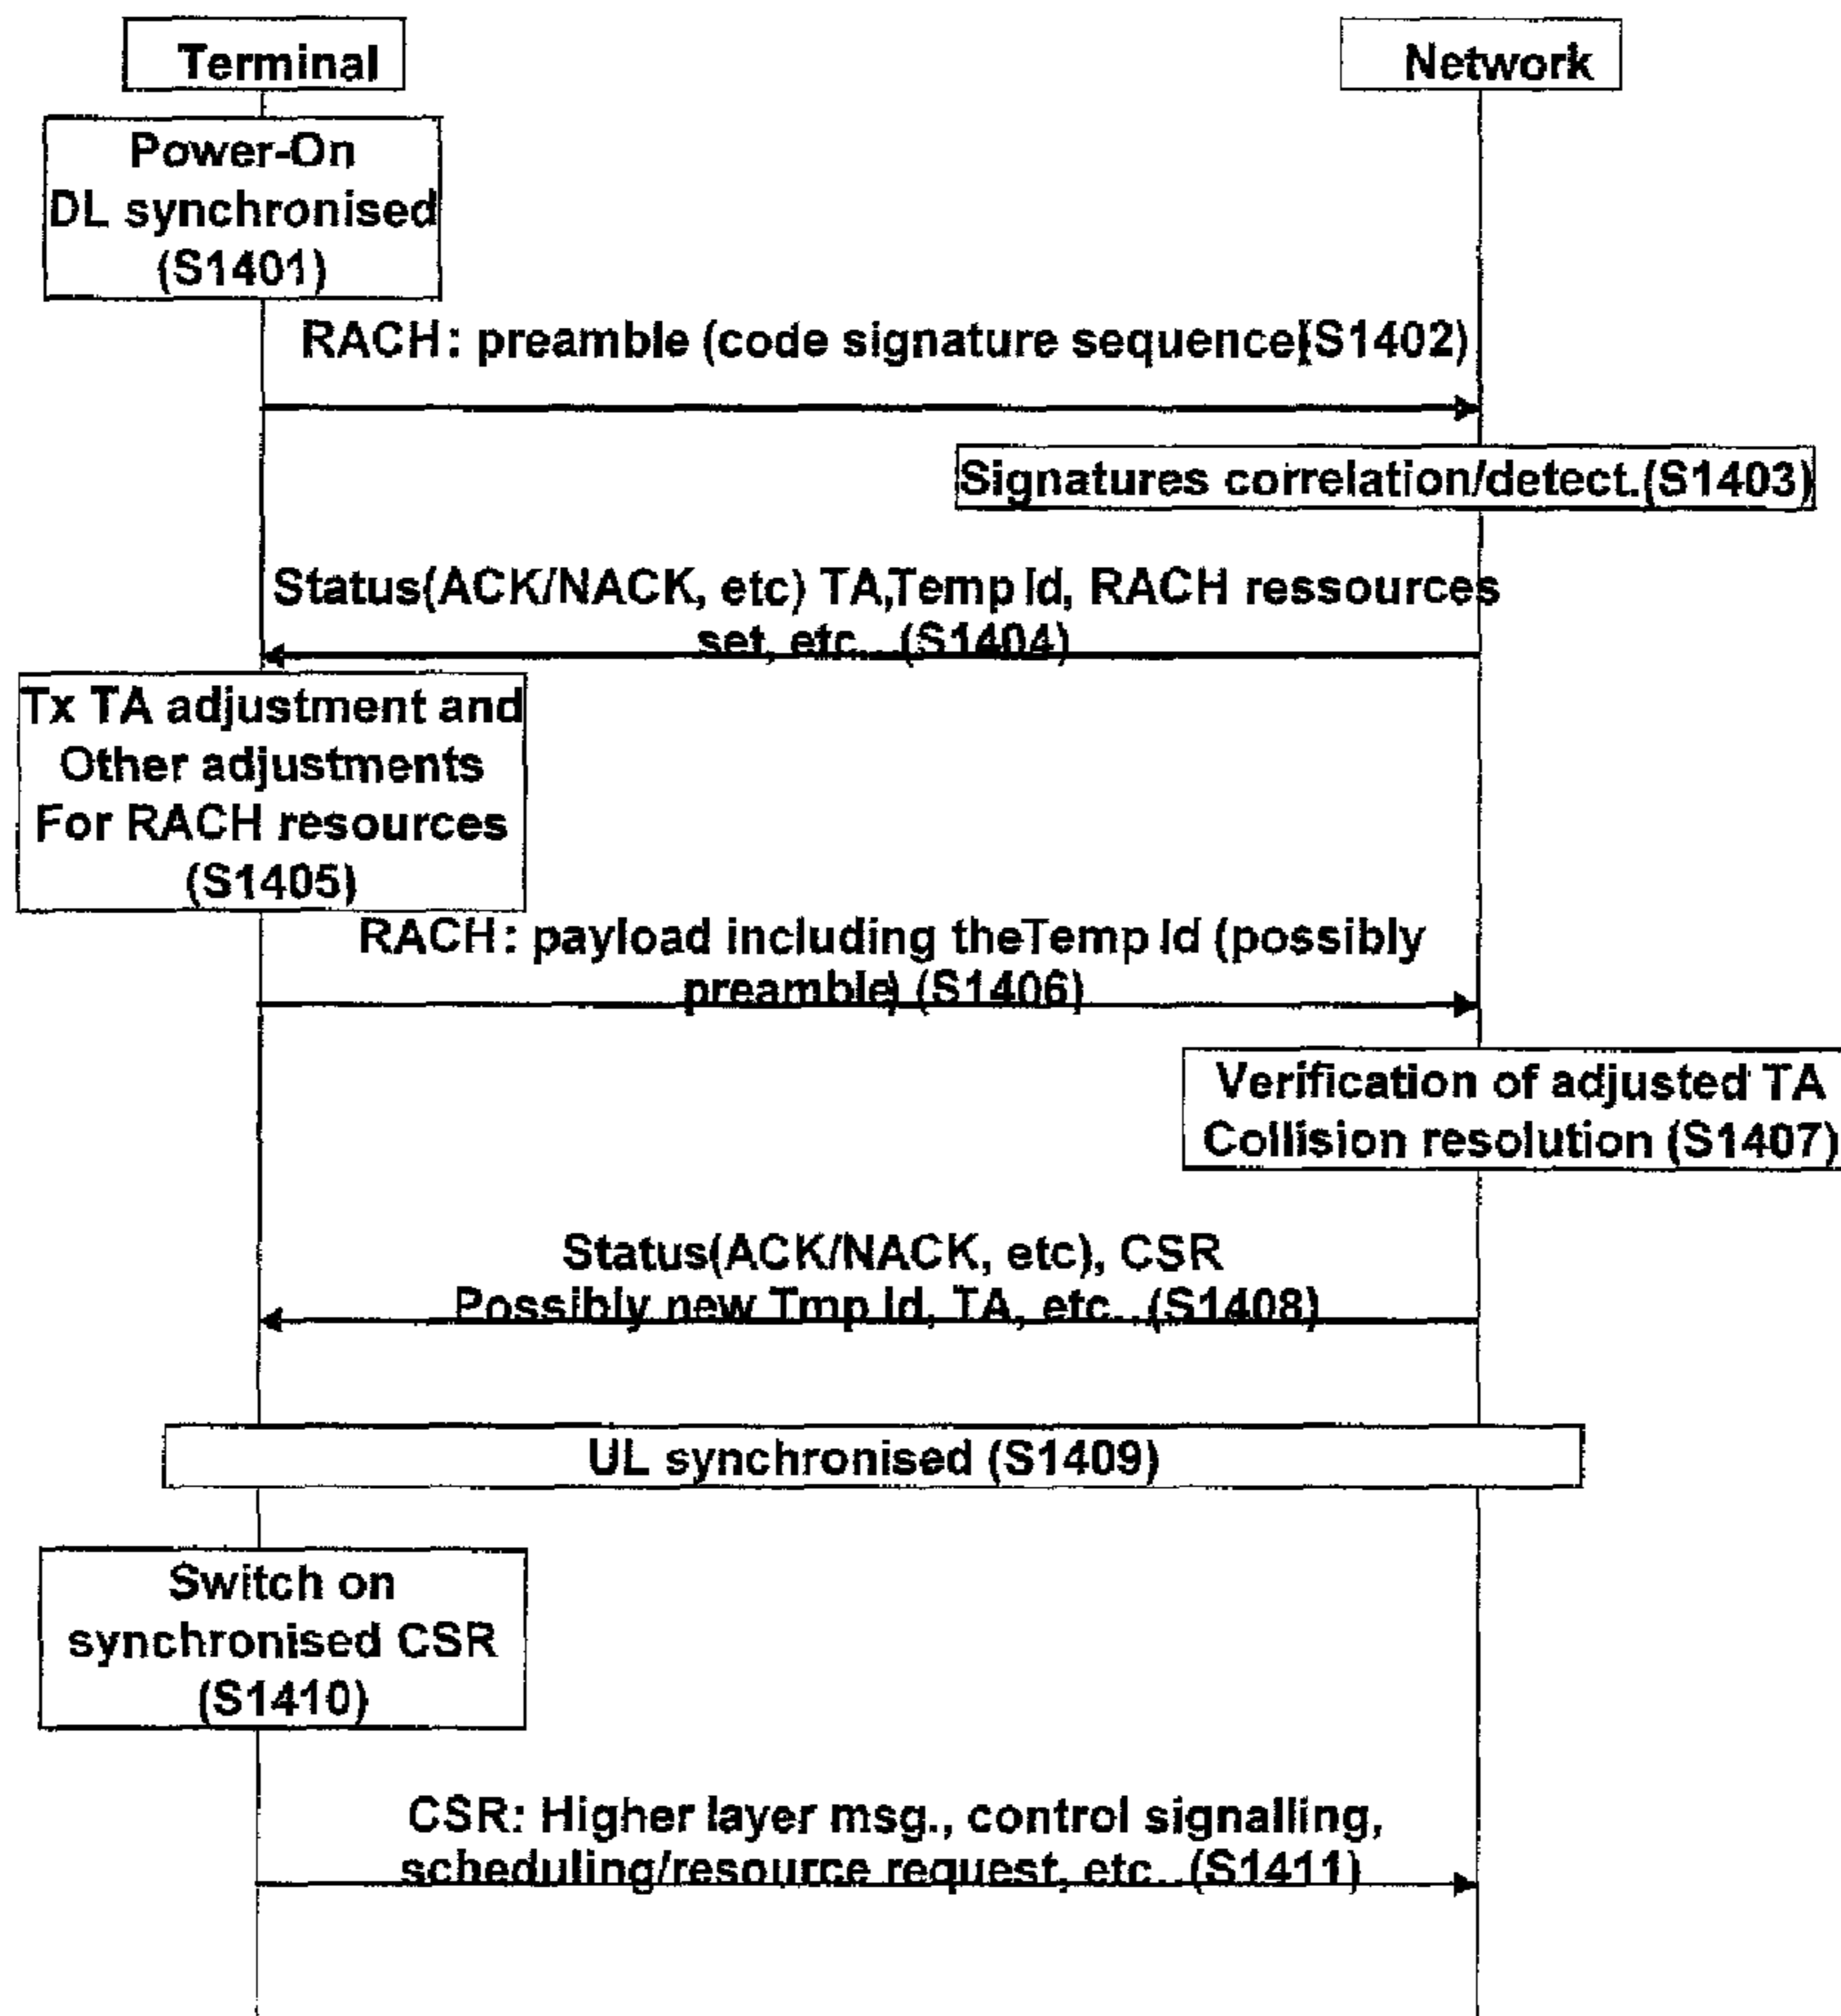 Terminal
Network
Power-On
DL synchronised
(S1401)
RACH: preamble (code signature sequence)(S1402)
Signatures correlation/detect.(S1403)
Status(ACK/NACK, etc) TA,Temp Id, RACH ressources
set, etc...(S1404)
Tx TA adjustment and
Other adjustments
For RACH resources
(S1405)
RACH: payload including theTemp Id (possibly
preamble) (S1406)
Verification of adjusted TA
Collision resolution (S1407)
Status(ACK/NACK, etc), CSR
Possibly new Tmp Id, TA, etc...(S1408)
UL synchronised (S1409)
Switch on
synchronised CSR
(S1410)
CSR: Higher layer msg., control signalling,
scheduling/resource request, etc...(S1411)